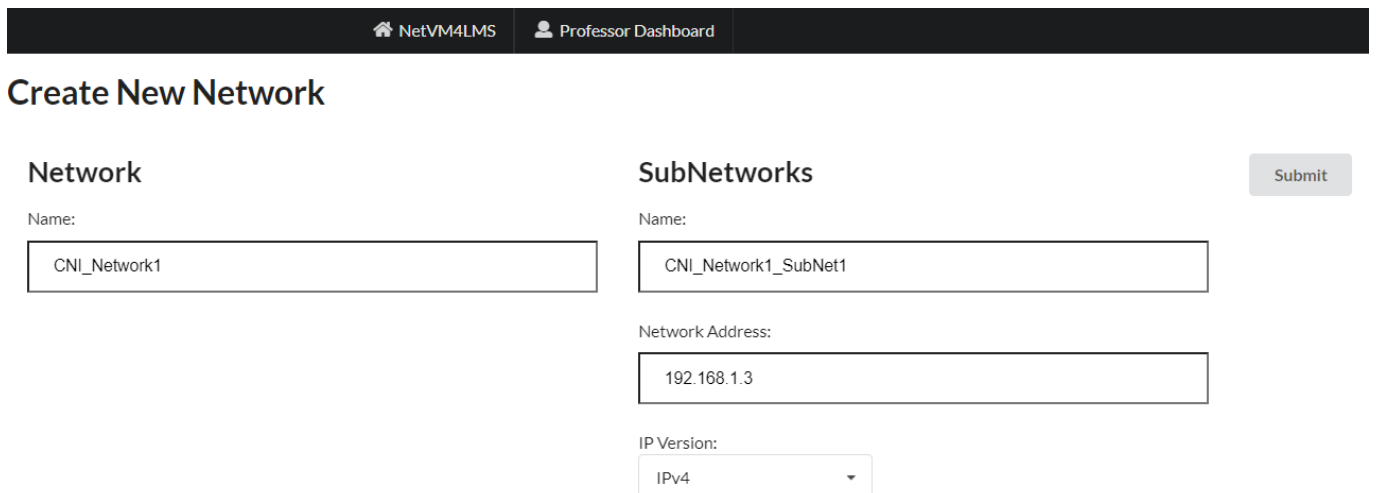 NetVM4LMS Professor Dashboard
Create New Network
Network
Name:
CNI_Network1
SubNetworks
Submit
Name:
CNI_Network1_SubNet1
Network Address:
192.168.1.3
IP Version:
IPv4